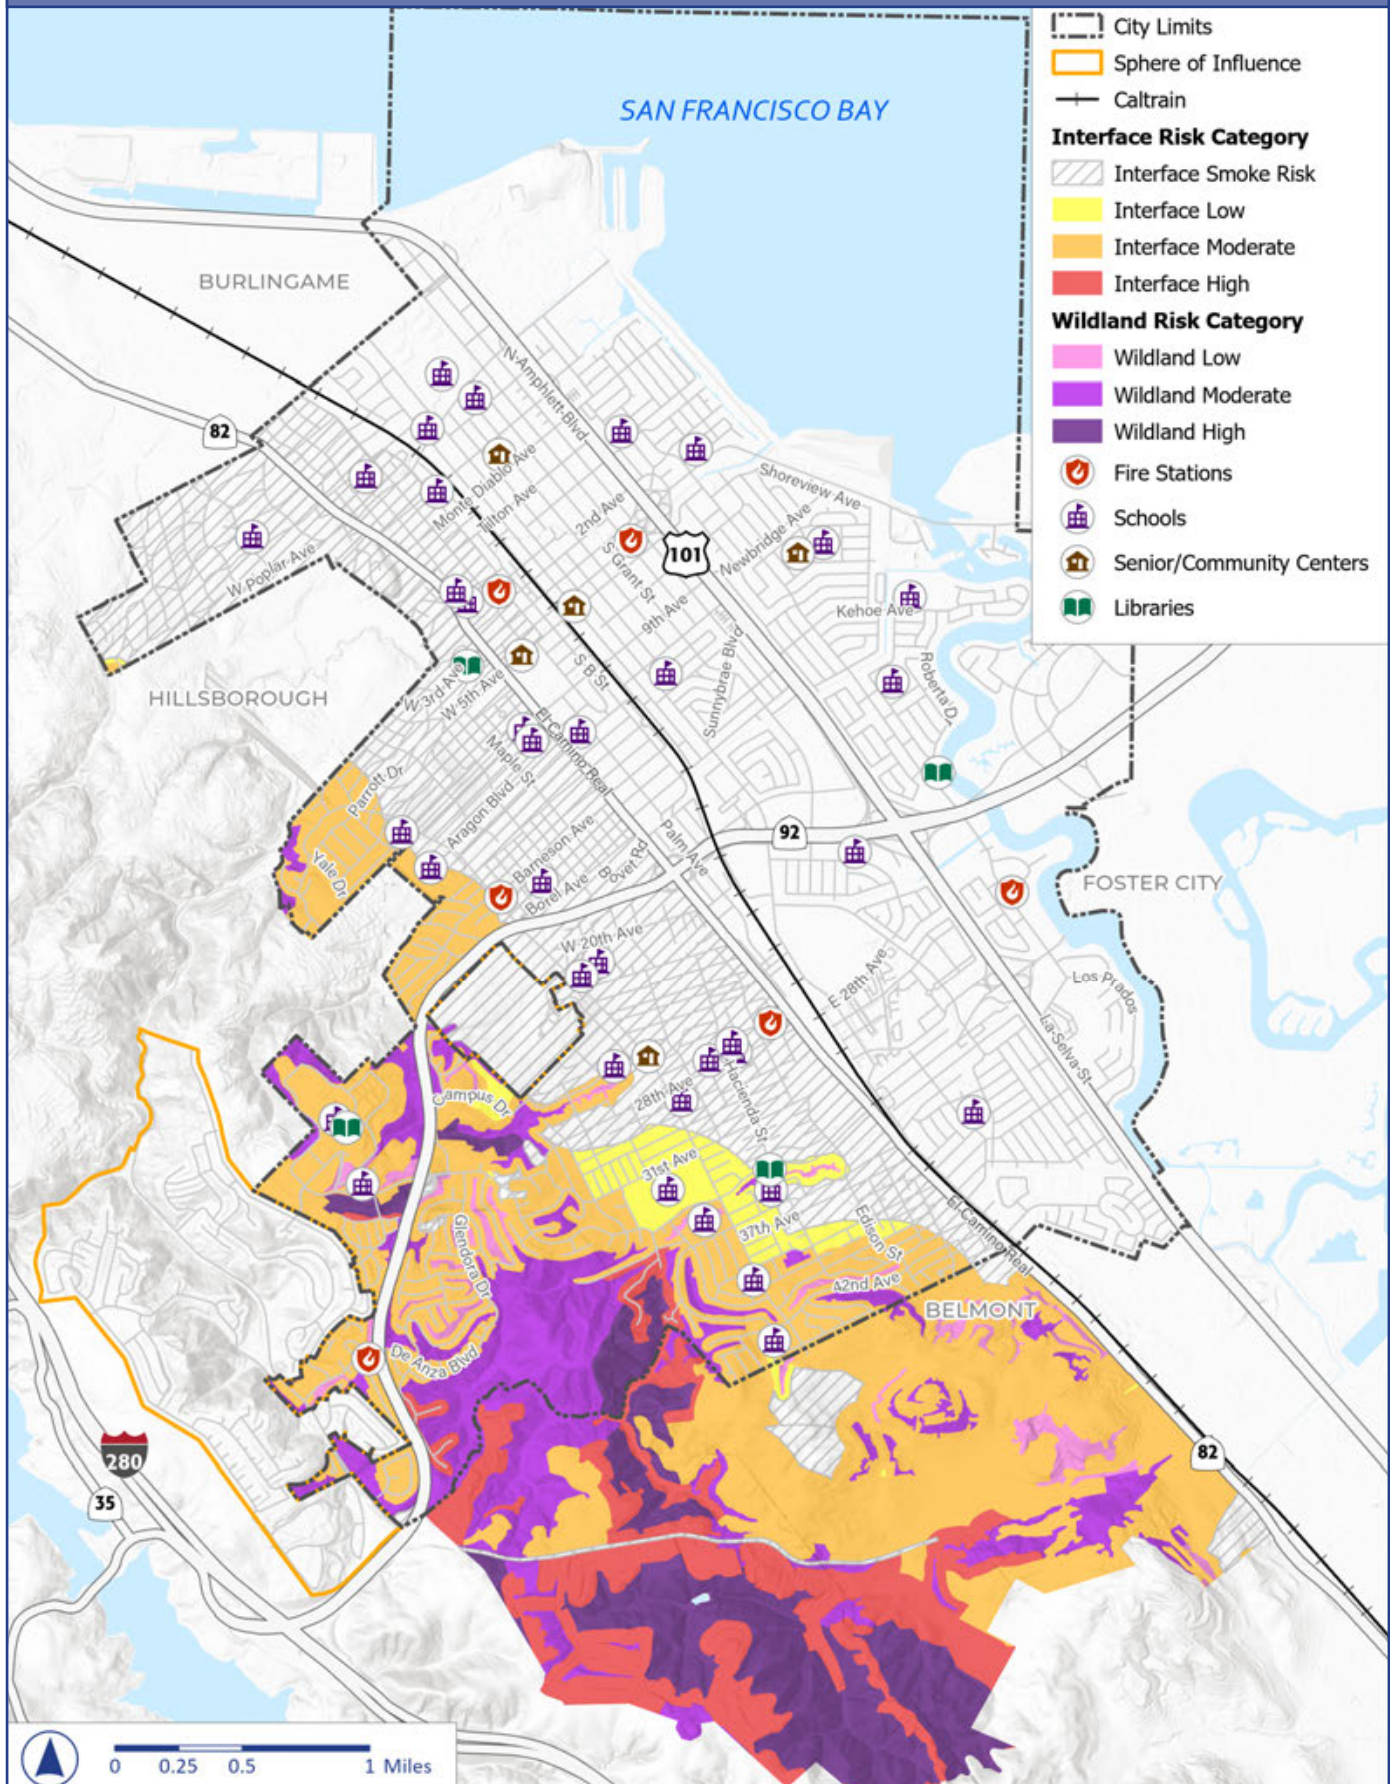 City Limits
Sphere of Influence
Caltrain
Interface Risk Category
Interface Smoke Risk
Interface Low
Interface Moderate
Interface High
Wildland Risk Category
Wildland Low
Wildland Moderate
Wildland High
Fire Stations
Schools
Senior/Community Centers
Libraries
SAN FRANCISCO BAY
BURLINGAME
N Amphlett Blvd
82
Monte Diablo Ave
Tilton Ave
2nd Ave
Shoreview Ave
Newbridge Ave
101
S Grant St
W Poplar Ave
9th Ave
Kehoe Ave
Sunnybrae Blvd
HILLSBOROUGH
W 3rd Ave
W 5th Ave
S B St
Roberta D
El Camino Real
Maple St
Parrott Dr
Aragon Blvd
Barneson Ave
Palm Ave
92
Yale Dr
Bovet Rd
Borel Ave
FOSTER CITY
W 20th Ave
E 28th Ave
Los Prados
La Selva St
Campus Dr
28th Ave
Hacienda St
31st Ave
37th Ave
Edison St
El Camino Real
Glendora Dr
42nd Ave
BELMONT
De Anza Blvd
280
35
82
0 0.25 0.5 1 Miles